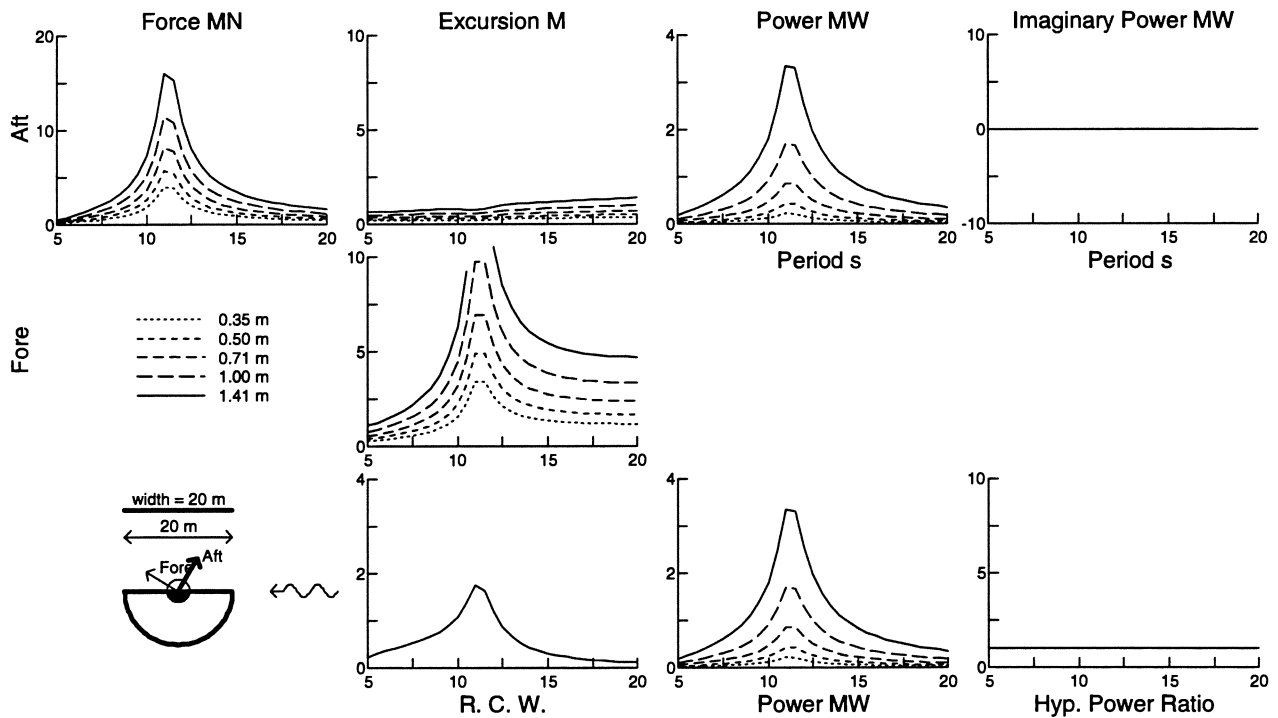 Force MN
Excursion M
Power MW
Imaginary Power MW
Aft
20
10
0
5
10
15
20
10
5
0
5
10
15
20
4
2
0
5
10
15
20
Period s
10
0
-10
5
10
15
20
Period s
Fore
0.35 m
0.50 m
0.71 m
1.00 m
1.41 m
10
5
0
5
10
15
20
width = 20 m
20 m
Aft
Fore
4
2
0
5
10
15
20
R. C. W.
4
2
0
5
10
15
20
Power MW
10
5
0
5
10
15
20
Hyp. Power Ratio